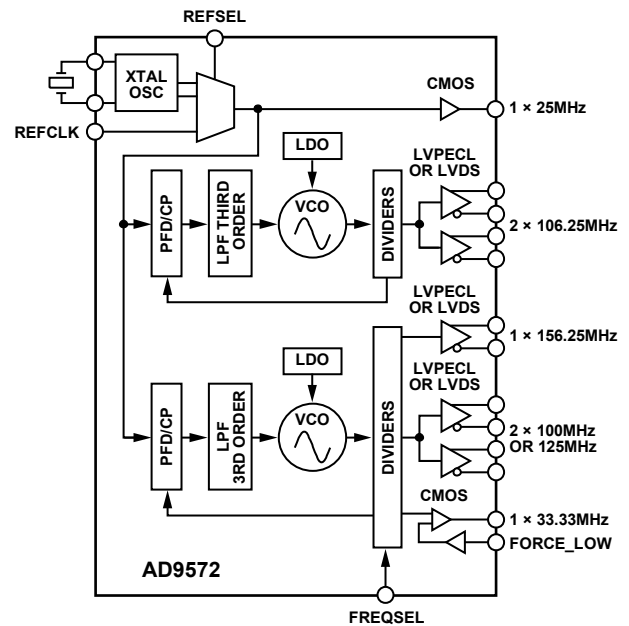 REFSEL
XTAL
OSC
REFCLK
CMOS
1 × 25MHz
LDO
VCO
PFD/CP
LPF THIRD
ORDER
DIVIDERS
LVPECL
OR LVDS
2 × 106.25MHz
LVPECL
OR LVDS
1 × 156.25MHz
LDO
VCO
PFD/CP
LPF
3RD ORDER
DIVIDERS
LVPECL
OR LVDS
2 × 100MHz
OR 125MHz
CMOS
1 × 33.33MHz
FORCE_LOW
AD9572
FREQSEL